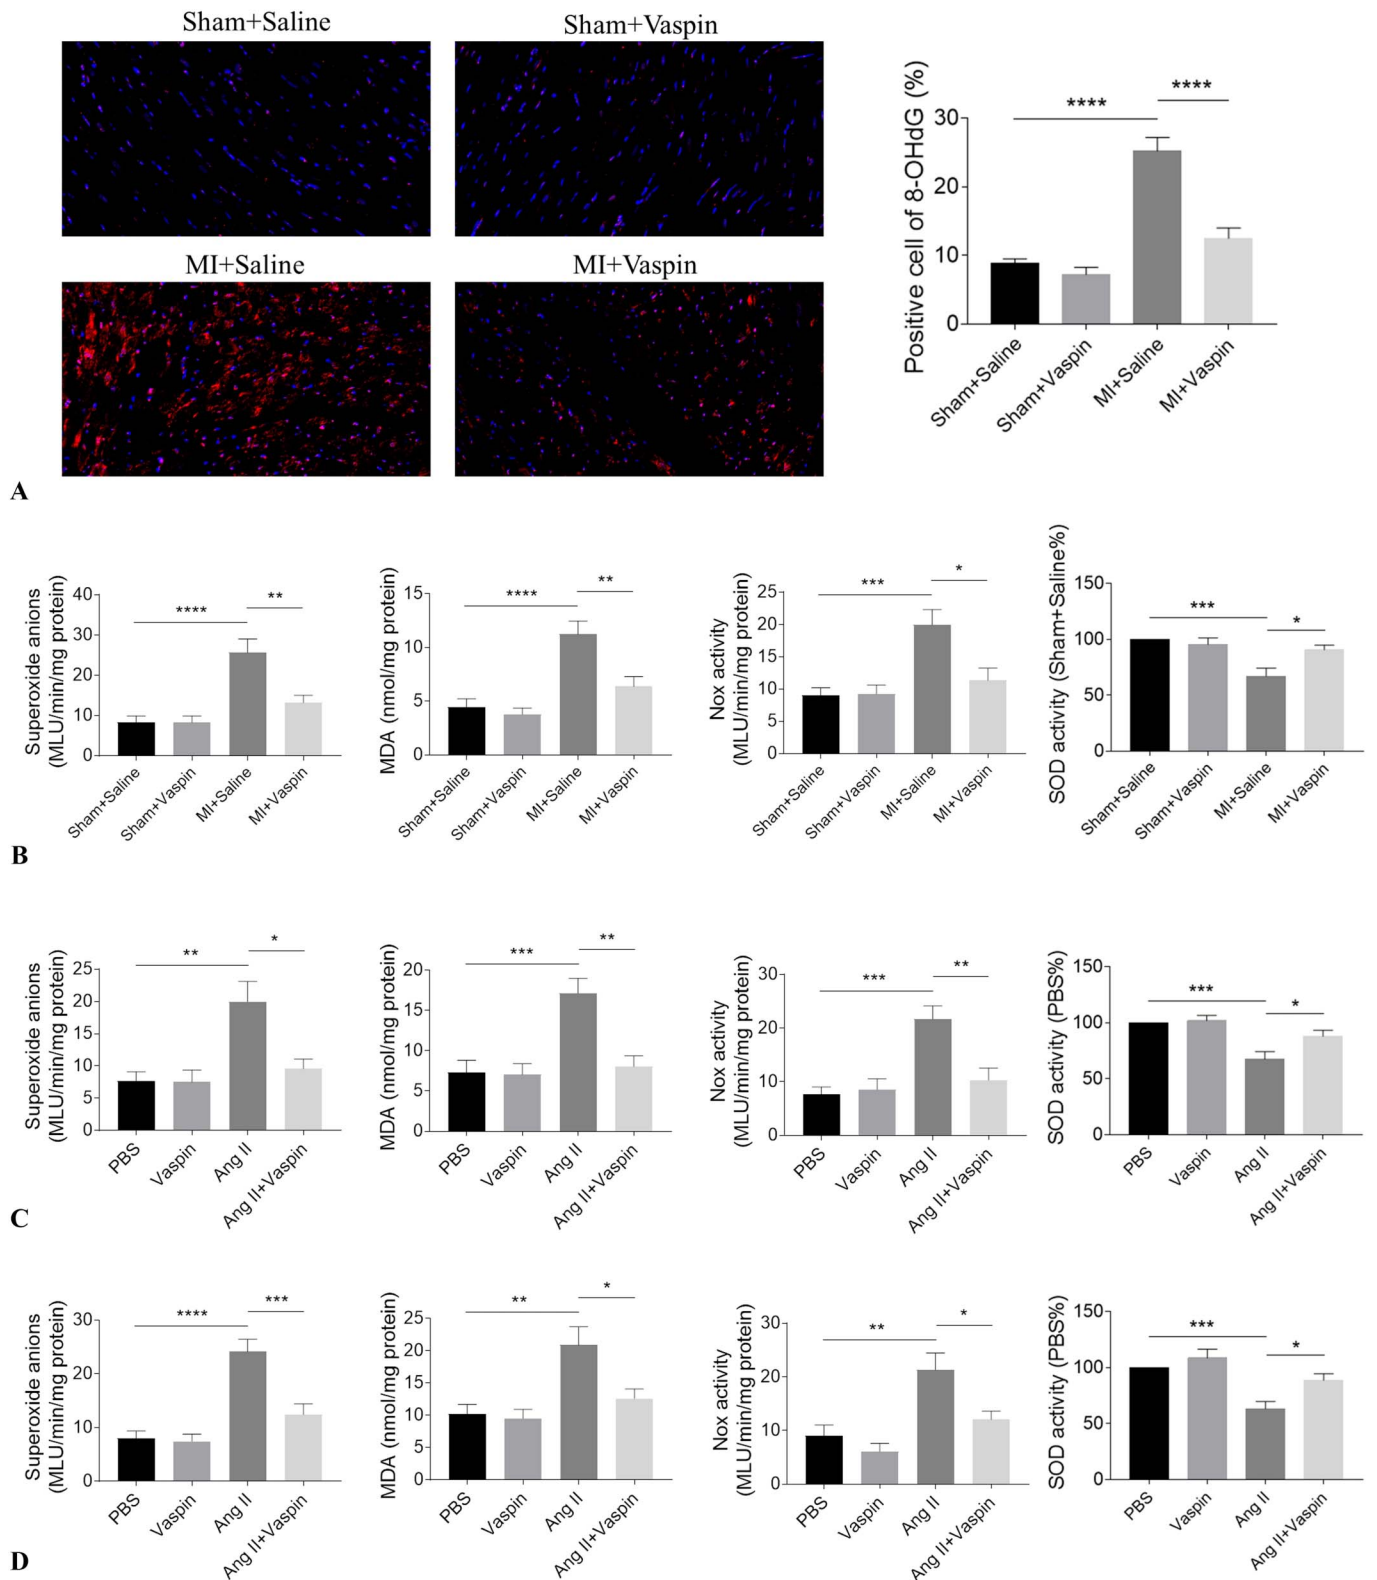 Sham+Saline
Sham+Vaspin
MI+Saline
MI+Vaspin
Positive cell of 8-OHdG (%)
30
20
10
0
****
****
Sham+Saline
Sham+Vaspin
MI+Saline
MI+Vaspin
A
Superoxide anions
(MLU/min/mg protein)
40
30
20
10
0
****
**
Sham+Saline
Sham+Vaspin
MI+Saline
MI+Vaspin
MDA (nmol/mg protein)
15
10
5
0
****
**
Sham+Saline
Sham+Vaspin
MI+Saline
MI+Vaspin
Nox activity
(MLU/min/mg protein)
25
20
15
10
5
0
***
*
Sham+Saline
Sham+Vaspin
MI+Saline
MI+Vaspin
SOD activity (Sham+Saline%)
150
100
50
0
***
*
Sham+Saline
Sham+Vaspin
MI+Saline
MI+Vaspin
B
Superoxide anions
(MLU/min/mg protein)
25
20
15
10
5
0
**
*
PBS
Vaspin
Ang II
Ang II+Vaspin
MDA (nmol/mg protein)
20
15
10
5
0
***
**
PBS
Vaspin
Ang II
Ang II+Vaspin
Nox activity
(MLU/min/mg protein)
30
20
10
0
***
**
PBS
Vaspin
Ang II
Ang II+Vaspin
SOD activity (PBS%)
150
100
50
0
***
*
PBS
Vaspin
Ang II
Ang II+Vaspin
C
Superoxide anions
(MLU/min/mg protein)
30
20
10
0
****
***
PBS
Vaspin
Ang II
Ang II+Vaspin
MDA (nmol/mg protein)
25
20
15
10
5
0
**
*
PBS
Vaspin
Ang II
Ang II+Vaspin
Nox activity
(MLU/min/mg protein)
30
20
10
0
**
*
PBS
Vaspin
Ang II
Ang II+Vaspin
SOD activity (PBS%)
150
100
50
0
***
*
PBS
Vaspin
Ang II
Ang II+Vaspin
D